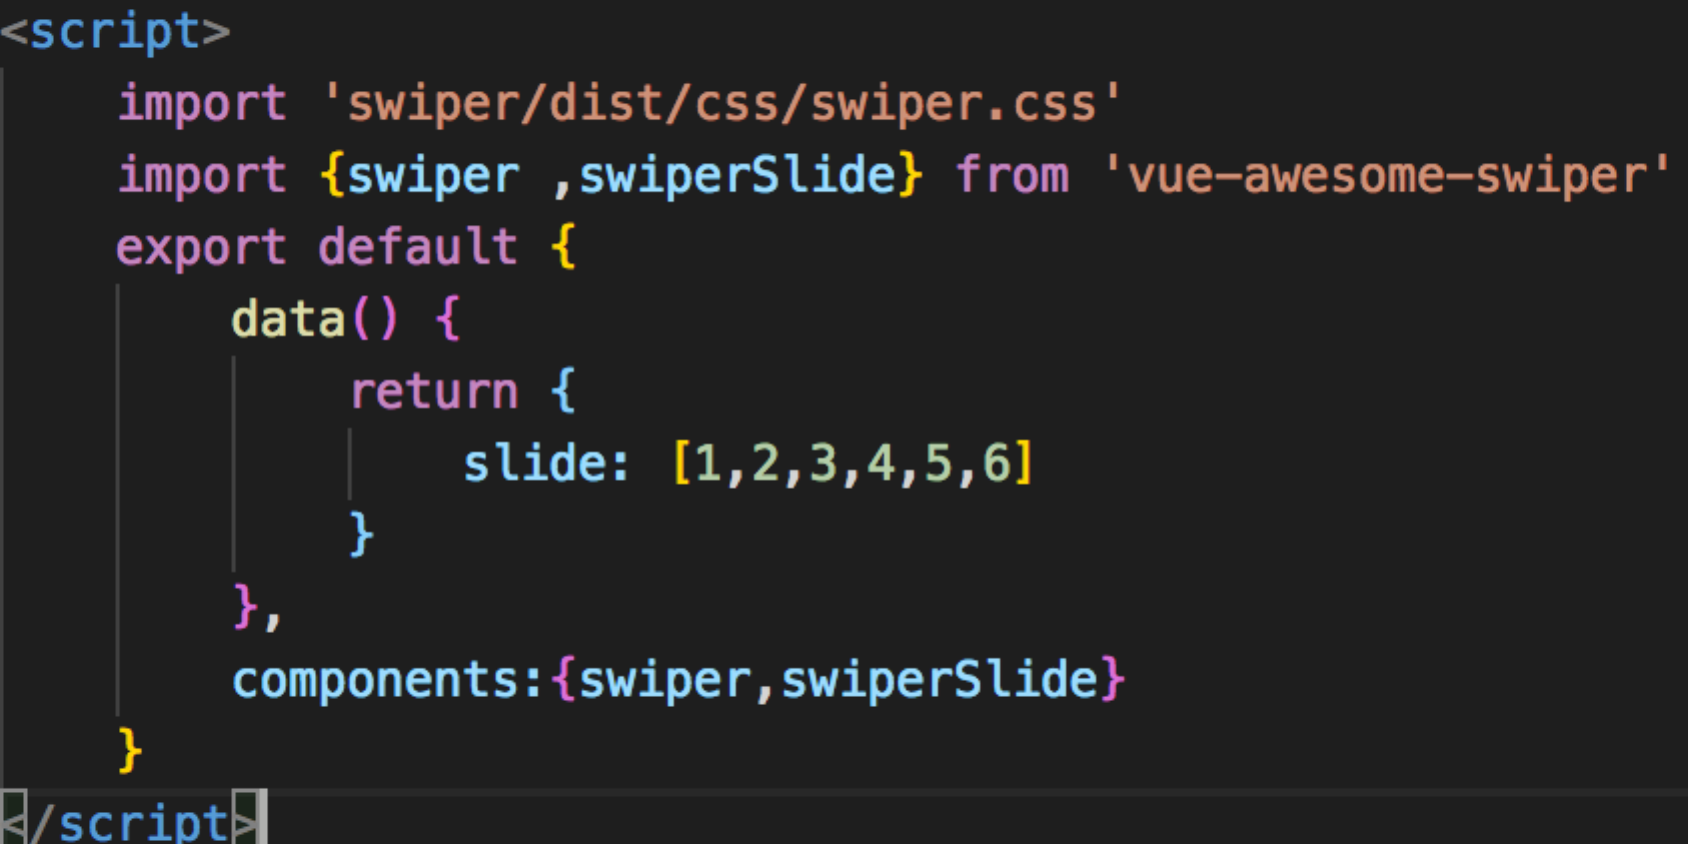 <script>
import 'swiper/dist/css/swiper.css'
import {swiper ,swiperSlide} from 'vue-awesome-swiper'
export default {
data() {
return {
slide: [1,2,3,4,5,6]
}
},
components:{swiper,swiperSlide}
}
</script>